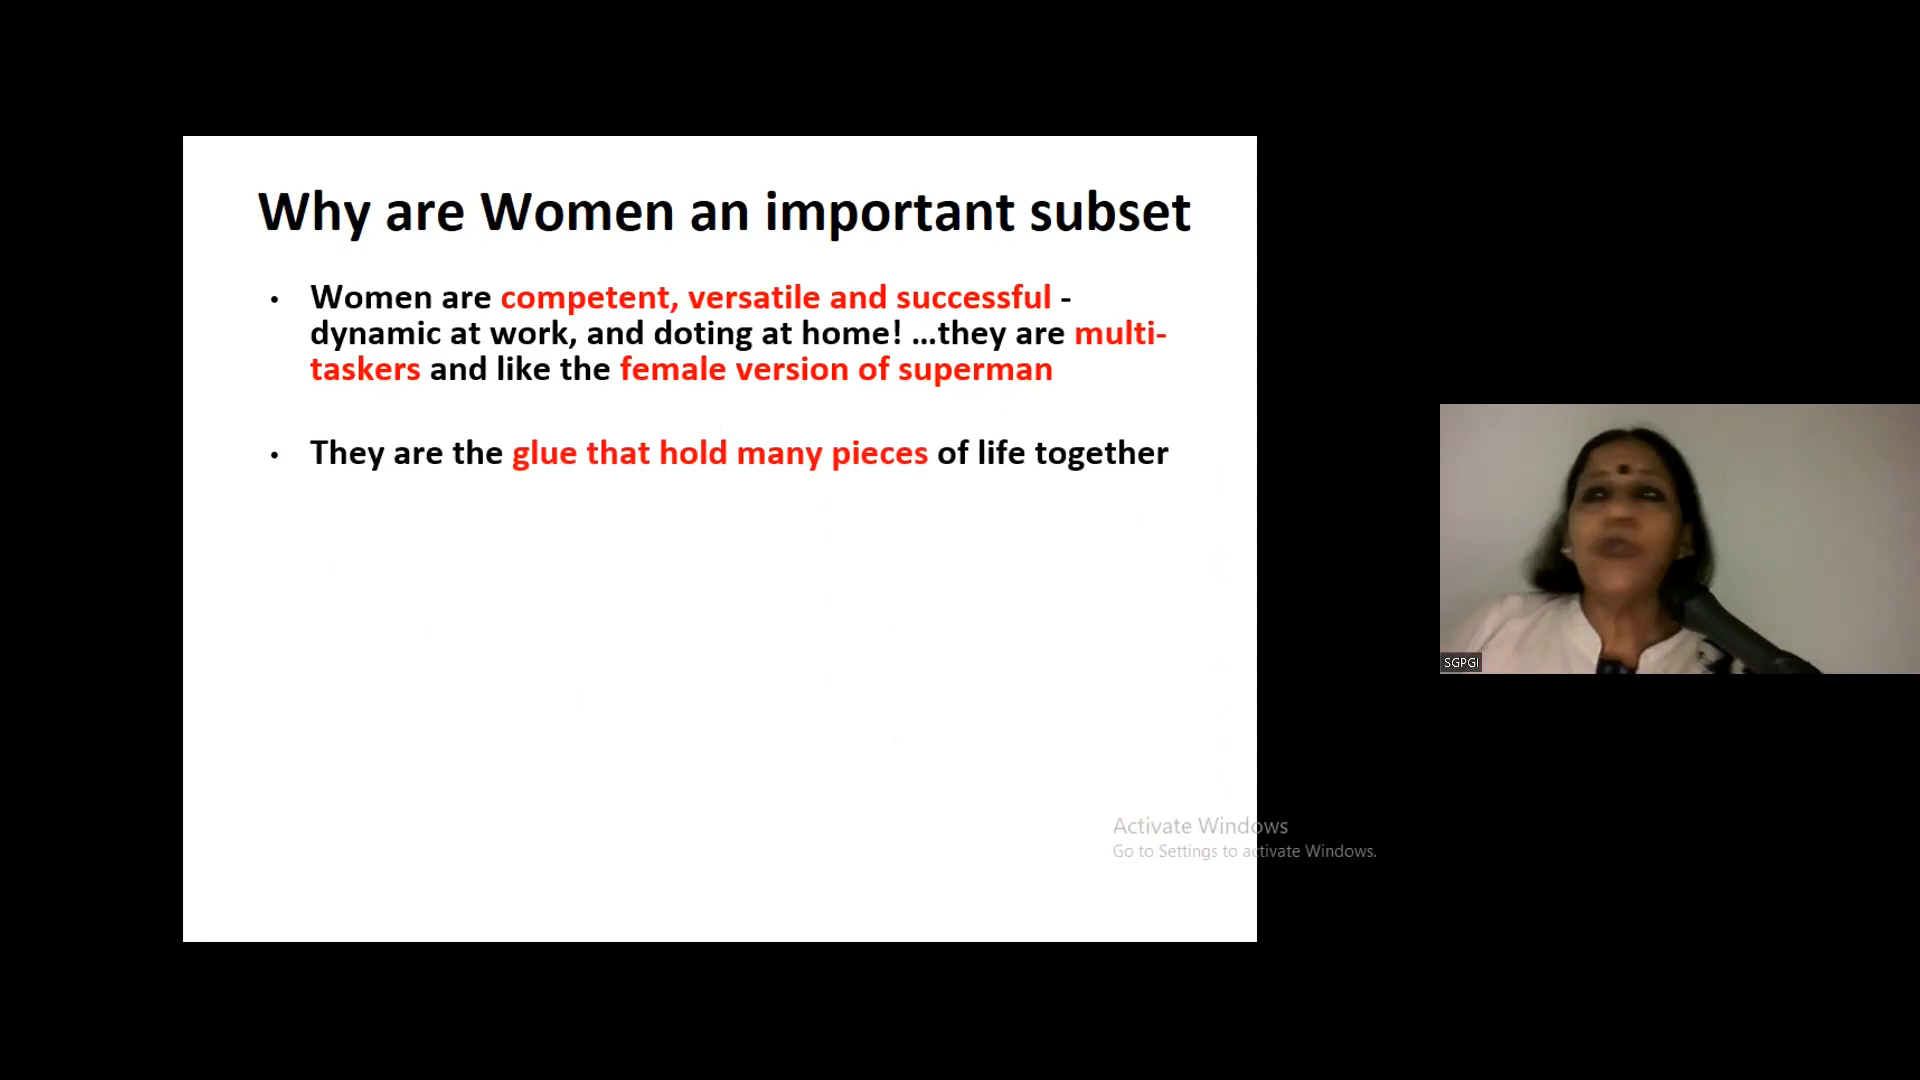 Why are Women an important subset
• Women are competent, versatile and successful -
dynamic at work, and doting at home! ...they are multi-
taskers and like the female version of superman
• They are the glue that hold many pieces of life together
SGPGI
Activate Windows
Go to Settings to activate Windows.